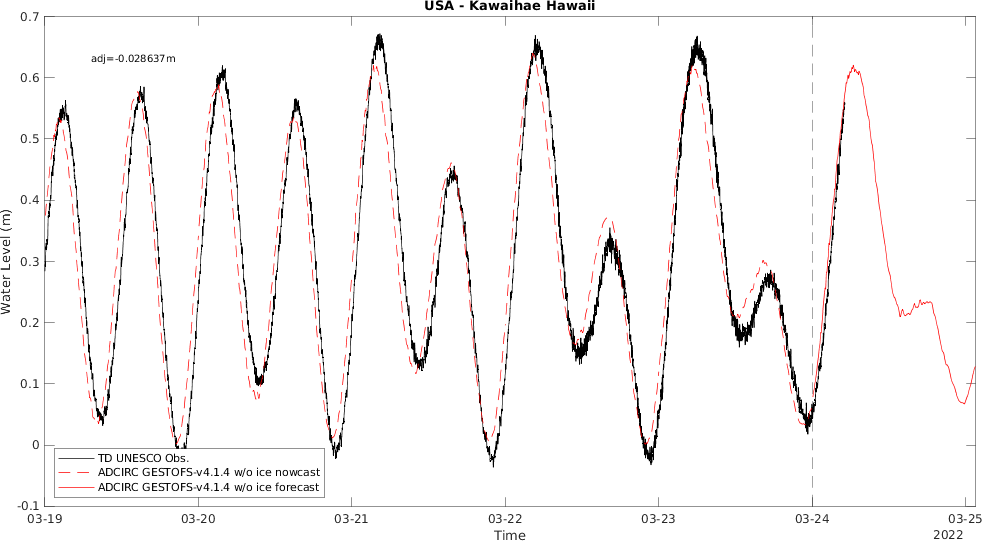 USA - Kawaihae Hawaii
0.7
adj=-0.028637m
0.6
0.5
0.4
0.3
0.2
0.1
0
-0.1
Water Level (m)
TD UNESCO Obs.
ADCIRC GESTOFS-v4.1.4 w/o ice nowcast
ADCIRC GESTOFS-v4.1.4 w/o ice forecast
03-19 03-20 03-21 03-22 03-23 03-24 03-25
Time
2022